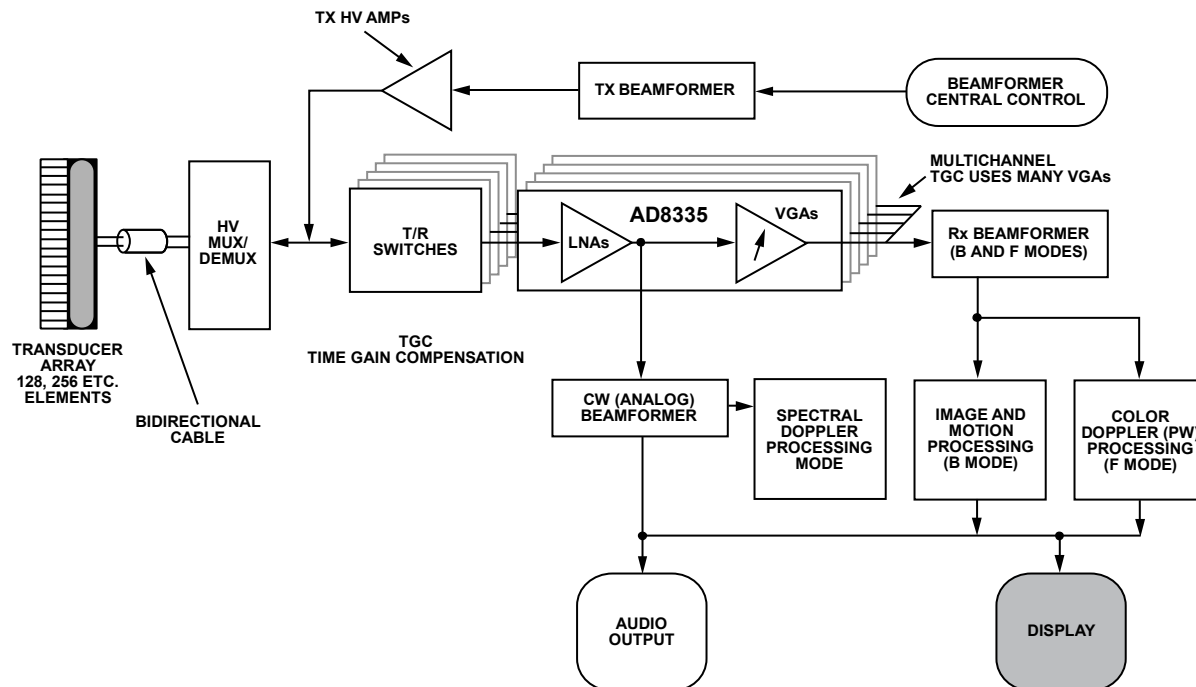 TX HV AMPs
TX BEAMFORMER
BEAMFORMER
CENTRAL CONTROL
MULTICHANNEL
TGC USES MANY VGAs
HV
MUX/
DEMUX
T/R
SWITCHES
LNAs
AD8335
VGAs
Rx BEAMFORMER
(B AND F MODES)
TRANSDUCER
ARRAY
128, 256 ETC.
ELEMENTS
BIDIRECTIONAL
CABLE
TGC
TIME GAIN COMPENSATION
CW (ANALOG)
BEAMFORMER
SPECTRAL
DOPPLER
PROCESSING
MODE
IMAGE AND
MOTION
PROCESSING
(B MODE)
COLOR
DOPPLER (PW)
PROCESSING
(F MODE)
AUDIO
OUTPUT
DISPLAY